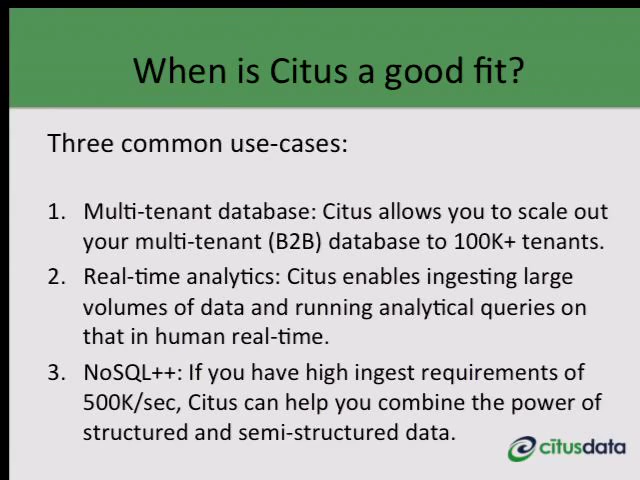 When is Citus a good fit?
Three common use-cases:
1. Multi-tenant database: Citus allows you to scale out
your multi-tenant (B2B) database to 100K+ tenants.
2. Real-time analytics: Citus enables ingesting large
volumes of data and running analytical queries on
that in human real-time.
3. NoSQL++: If you have high ingest requirements of
500K/sec, Citus can help you combine the power of
structured and semi-structured data.
citusdata